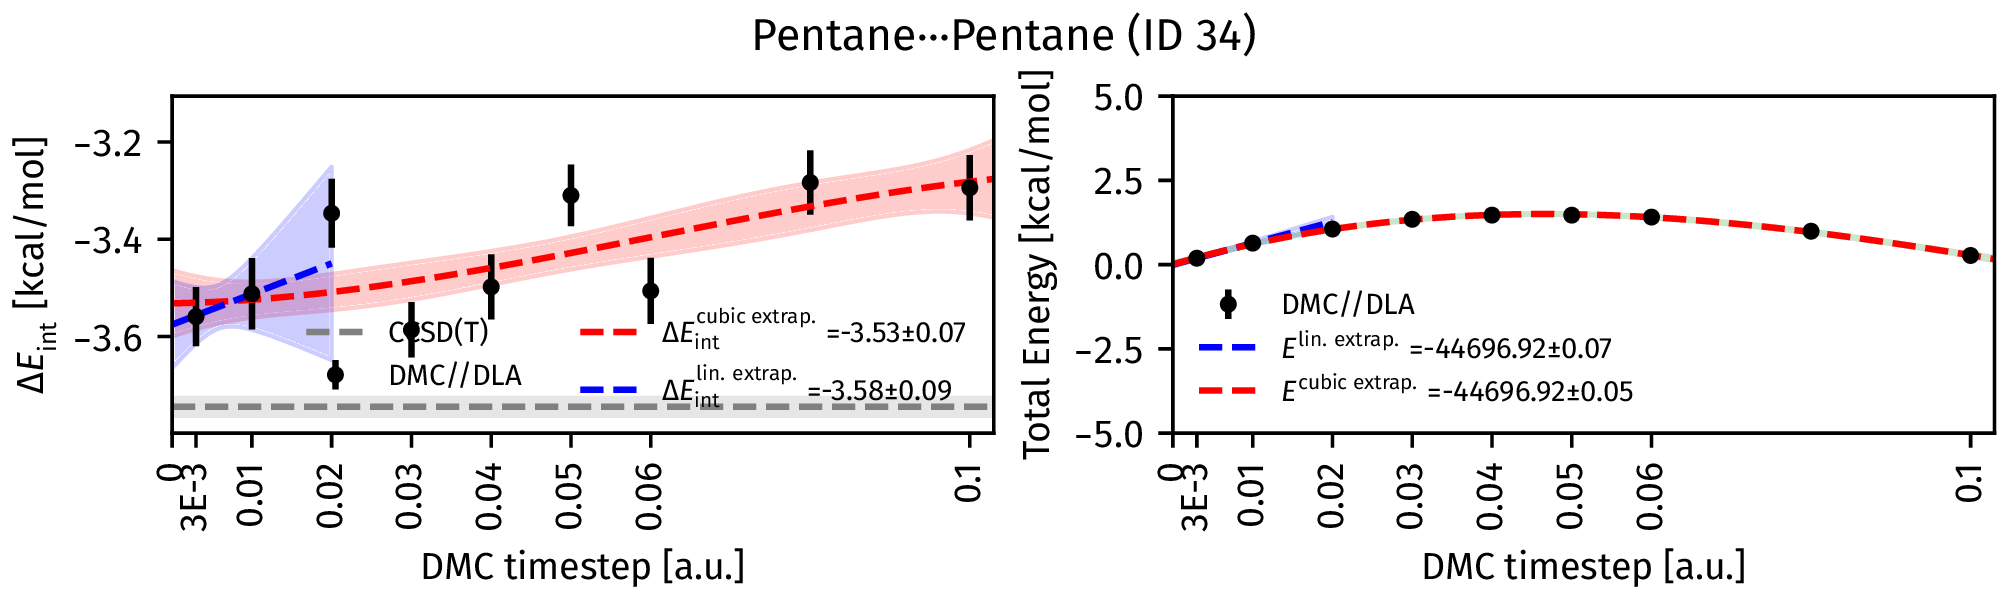 Pentane···Pentane (ID 34)
ΔE_int [kcal/mol]
−3.2
−3.4
−3.6
CCSD(T)
DMC//DLA
ΔE_int^cubic extrap. =-3.53±0.07
ΔE_int^lin. extrap. =-3.58±0.09
0
3E-3
0.01
0.02
0.03
0.04
0.05
0.06
0.1
DMC timestep [a.u.]
Total Energy [kcal/mol]
5.0
2.5
0.0
−2.5
−5.0
DMC//DLA
E^lin. extrap. =-44696.92±0.07
E^cubic extrap. =-44696.92±0.05
0
3E-3
0.01
0.02
0.03
0.04
0.05
0.06
0.1
DMC timestep [a.u.]